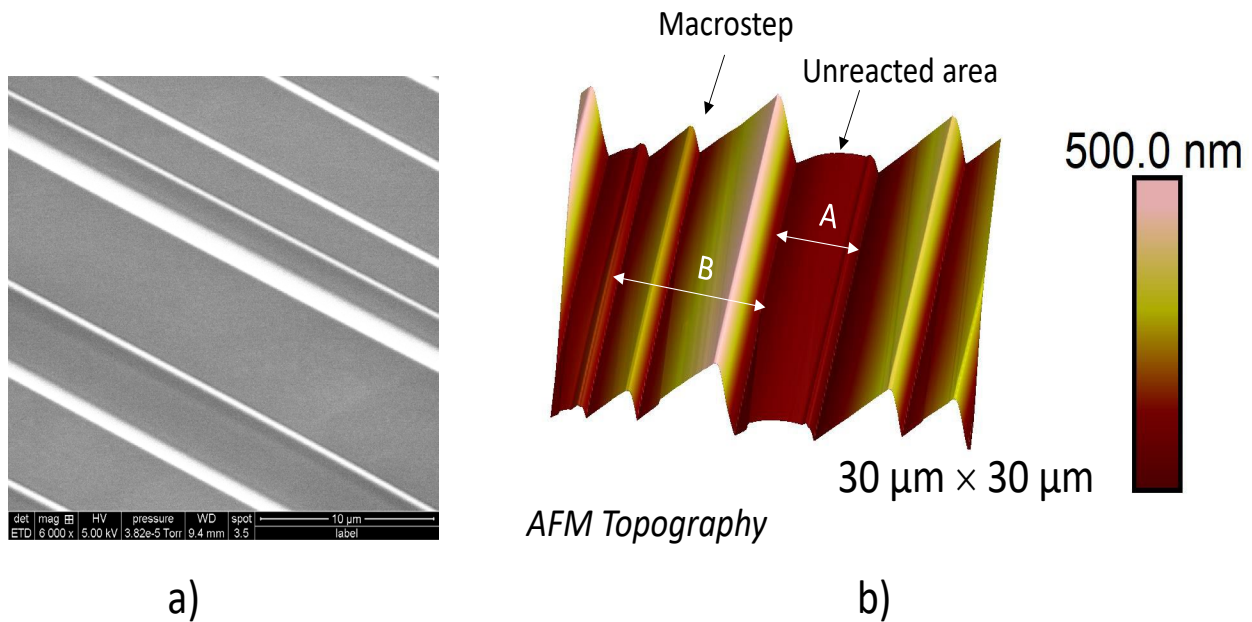 Macrostep
Unreacted area
500.0 nm
A
B
30 µm × 30 µm
AFM Topography
det mag ⊞ HV pressure WD spot 10 µm
ETD 6 000 x 5.00 kV 3.82e-5 Torr 9.4 mm 3.5 label
a) b)